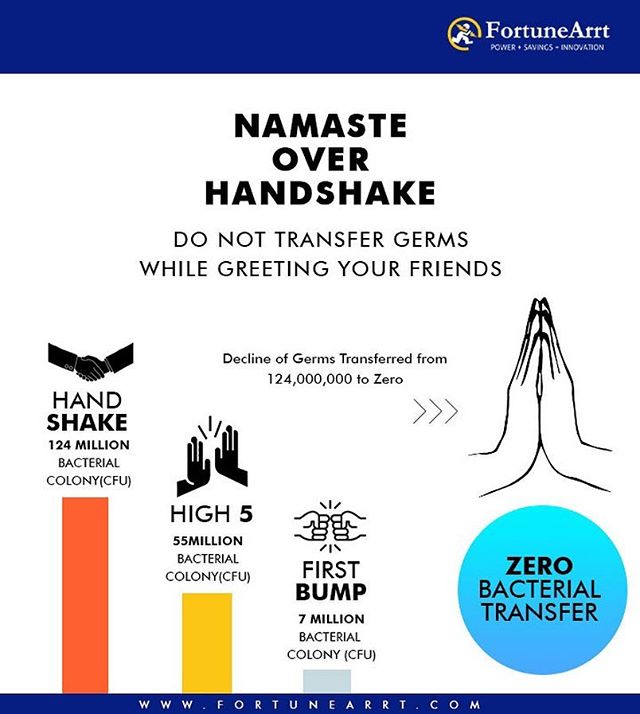 FortuneArrt
POWER • SAVINGS • INNOVATION
NAMASTE
OVER
HANDSHAKE
DO NOT TRANSFER GERMS
WHILE GREETING YOUR FRIENDS
Decline of Germs Transferred from
124,000,000 to Zero
HAND
SHAKE
124 MILLION
BACTERIAL
COLONY(CFU)
HIGH 5
55MILLION
BACTERIAL
COLONY(CFU)
FIRST
BUMP
7 MILLION
BACTERIAL
COLONY (CFU)
ZERO
BACTERIAL
TRANSFER
WWW.FORTUNEARRT.COM